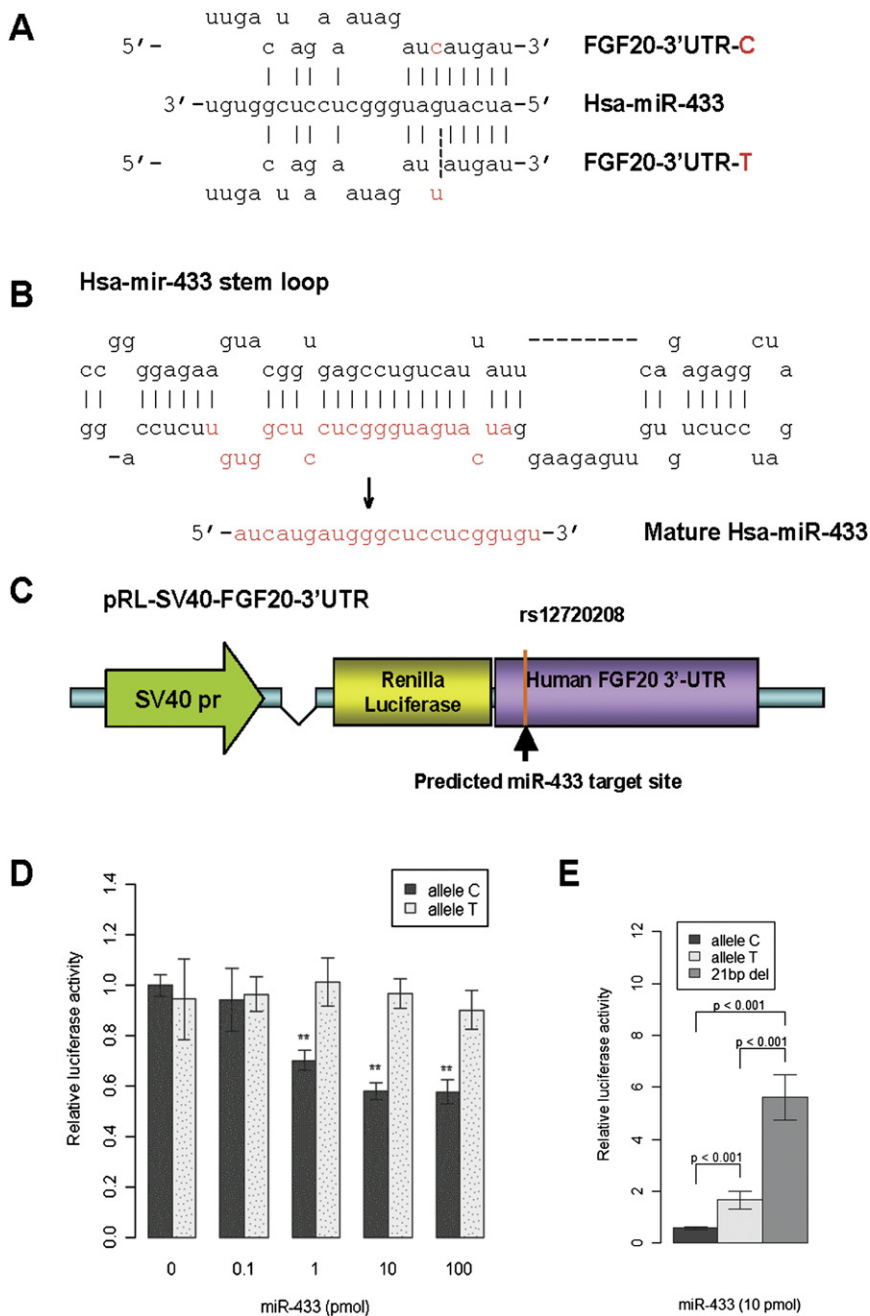 A
uuga u a auag
5′- c ag a aucaugau-3′ FGF20-3'UTR-C
3′-uguggcuccucggguaguacua-5′ Hsa-miR-433
5′- c ag a au augau-3′ FGF20-3'UTR-T
uuga u a auag u
B
Hsa-mir-433 stem loop
gg gua u u -------- g cu
cc ggagaa cgg gagccugucau auu ca agagg a
gg ccucuu gcu cucggguagua uag gu ucucc g
-a gug c c gaagaguu g ua
5′-aucaugaugggcuccucggugu-3′ Mature Hsa-miR-433
C
pRL-SV40-FGF20-3'UTR
rs12720208
SV40 pr
Renilla
Luciferase
Human FGF20 3'-UTR
Predicted miR-433 target site
D
Relative luciferase activity
1.4
1.2
1.0
0.8
0.6
0.4
0.2
0.0
allele C
allele T
**
**
**
0 0.1 1 10 100
miR-433 (pmol)
E
Relative luciferase activity
12
10
8
6
4
2
0
allele C
allele T
21bp del
p < 0.001
p < 0.001
p < 0.001
miR-433 (10 pmol)